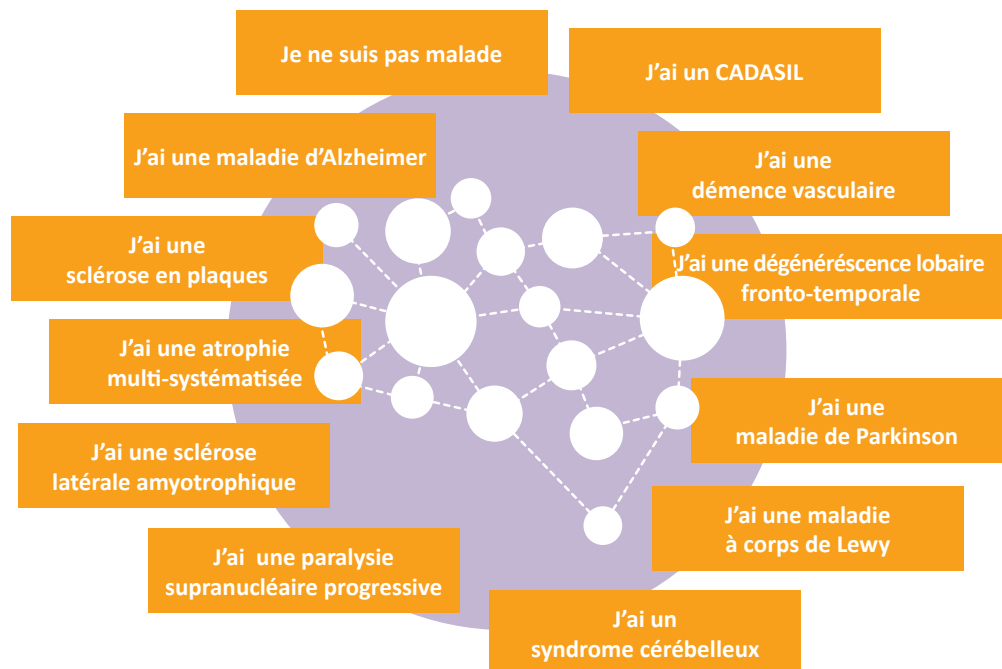 Je ne suis pas malade
J'ai un CADASIL
J'ai une maladie d'Alzheimer
J'ai une
démence vasculaire
J'ai une
sclérose en plaques
J'ai une dégénéréscence lobaire
fronto-temporale
J'ai une atrophie
multi-systématisée
J'ai une
maladie de Parkinson
J'ai une sclérose
latérale amyotrophique
J'ai une maladie
à corps de Lewy
J'ai  une paralysie
supranucléaire progressive
J'ai un
syndrome cérébelleux